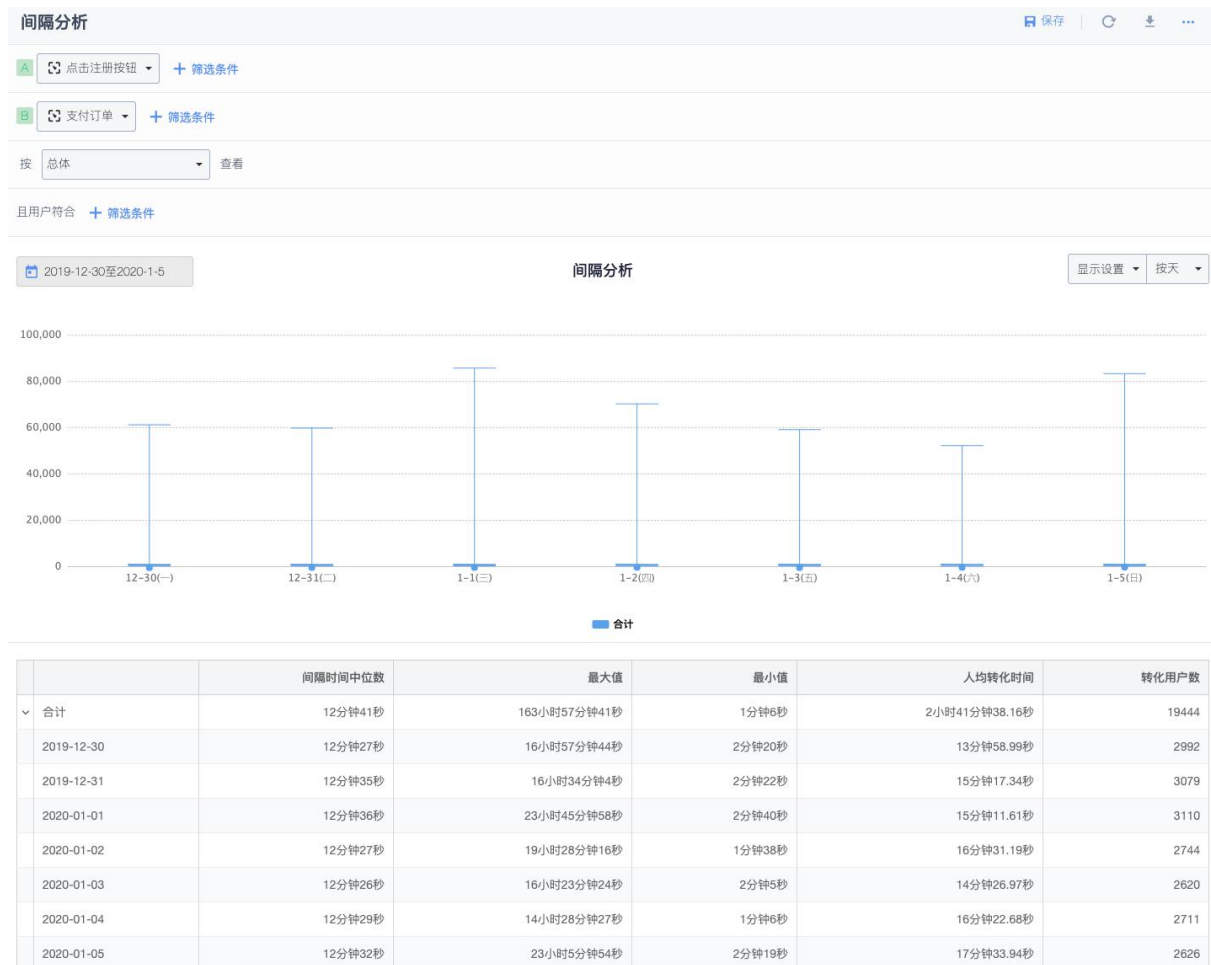 间隔分析
保存
A 点击注册按钮 筛选条件
B 支付订单 筛选条件
按 总体 查看
且用户符合 筛选条件
2019-12-30至2020-1-5 间隔分析 显示设置 按天
100,000
80,000
60,000
40,000
20,000
0
12-30(一) 12-31(二) 1-1(三) 1-2(四) 1-3(五) 1-4(六) 1-5(日)
合计
间隔时间中位数 最大值 最小值 人均转化时间 转化用户数
合计 12分钟41秒 163小时57分钟41秒 1分钟6秒 2小时41分钟38.16秒 19444
2019-12-30 12分钟27秒 16小时57分钟44秒 2分钟20秒 13分钟58.99秒 2992
2019-12-31 12分钟35秒 16小时34分钟4秒 2分钟22秒 15分钟17.34秒 3079
2020-01-01 12分钟36秒 23小时45分钟58秒 2分钟40秒 15分钟11.61秒 3110
2020-01-02 12分钟27秒 19小时28分钟16秒 1分钟38秒 16分钟31.19秒 2744
2020-01-03 12分钟26秒 16小时23分钟24秒 2分钟5秒 14分钟26.97秒 2620
2020-01-04 12分钟29秒 14小时28分钟27秒 1分钟6秒 16分钟22.68秒 2711
2020-01-05 12分钟32秒 23小时5分钟54秒 2分钟19秒 17分钟33.94秒 2626